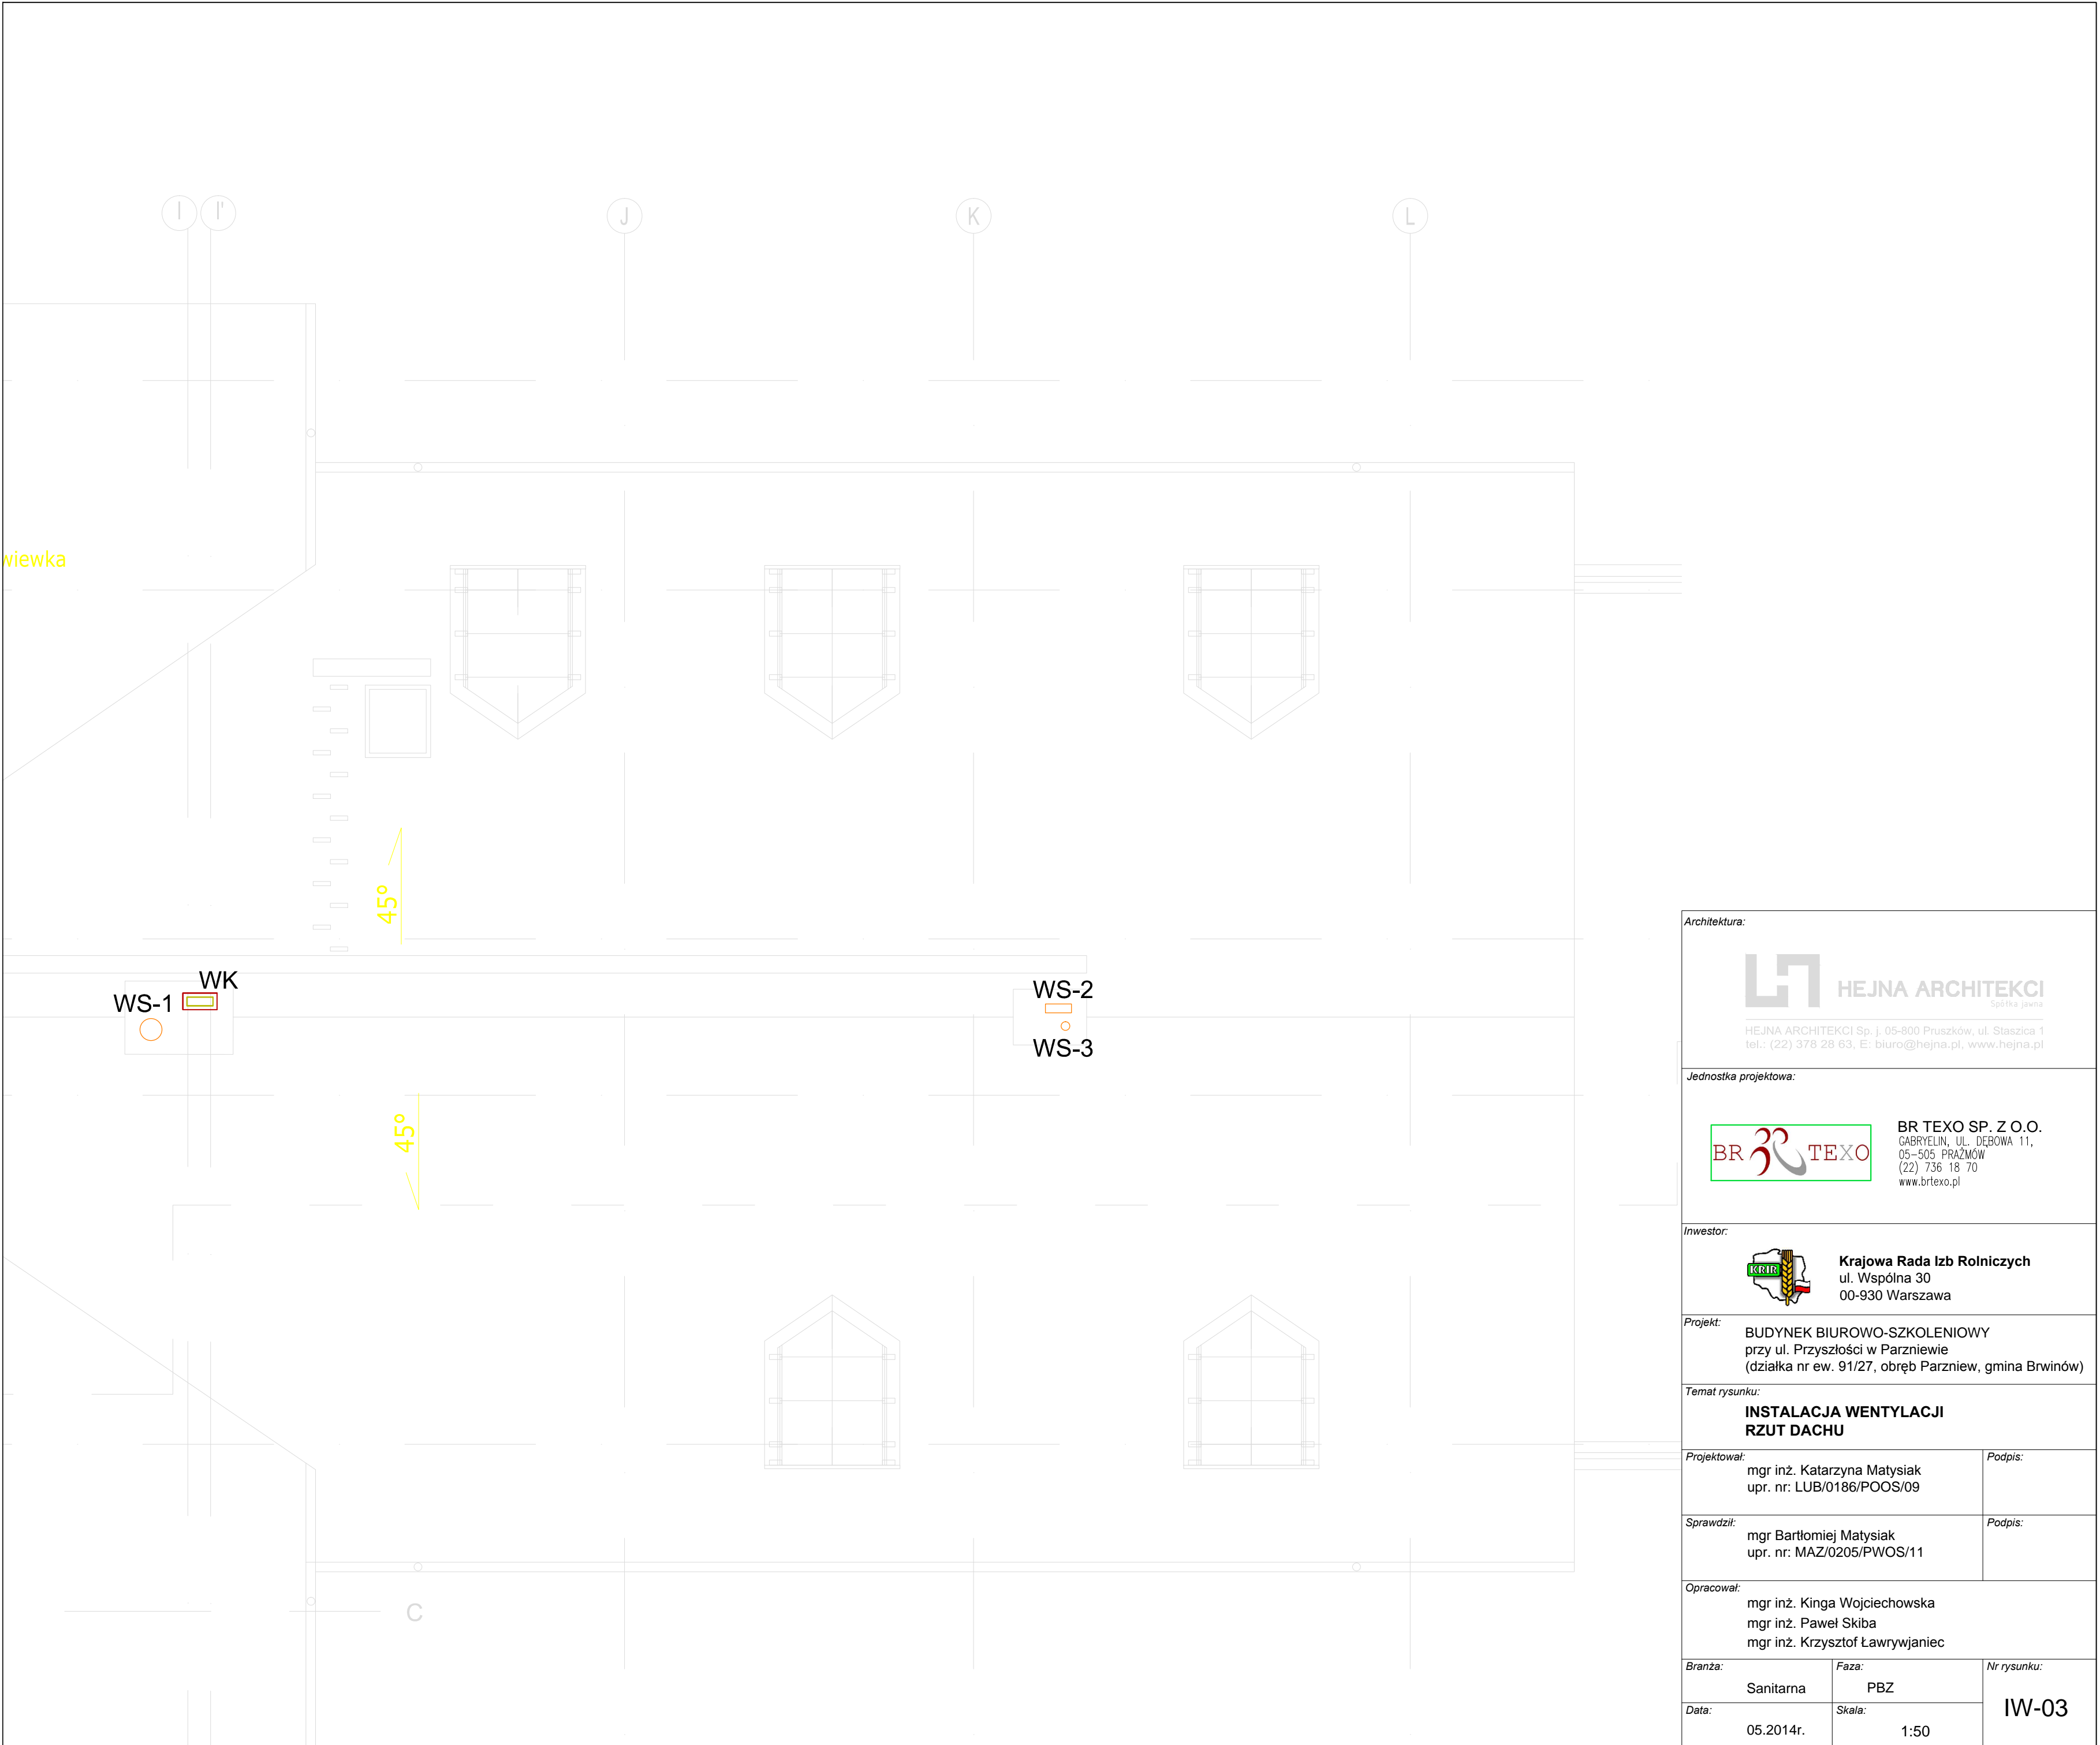 I I' J K L
wiewka
45°
WK
WS-1
WS-2
WS-3
45°
C
Architektura:
HEJNA ARCHITEKCI
Spółka jawna
HEJNA ARCHITEKCI Sp. j. 05-800 Pruszków, ul. Staszica 1
tel.: (22) 378 28 63, E: biuro@hejna.pl, www.hejna.pl
Jednostka projektowa:
BR TEXO
BR TEXO SP. Z O.O.
GABRYELIN, UL. DĘBOWA 11,
05-505 PRAŻMÓW
(22) 736 18 70
www.brtexo.pl
Inwestor:
KRIR
Krajowa Rada Izb Rolniczych
ul. Wspólna 30
00-930 Warszawa
Projekt:
BUDYNEK BIUROWO-SZKOLENIOWY
przy ul. Przyszłości w Parzniewie
(działka nr ew. 91/27, obręb Parzniew, gmina Brwinów)
Temat rysunku:
INSTALACJA WENTYLACJI
RZUT DACHU
Projektował:
mgr inż. Katarzyna Matysiak
upr. nr: LUB/0186/POOS/09
Podpis:
Sprawdził:
mgr Bartłomiej Matysiak
upr. nr: MAZ/0205/PWOS/11
Podpis:
Opracował:
mgr inż. Kinga Wojciechowska
mgr inż. Paweł Skiba
mgr inż. Krzysztof Ławrywjaniec
Branża:
Sanitarna
Faza:
PBZ
Nr rysunku:
IW-03
Data:
05.2014r.
Skala:
1:50